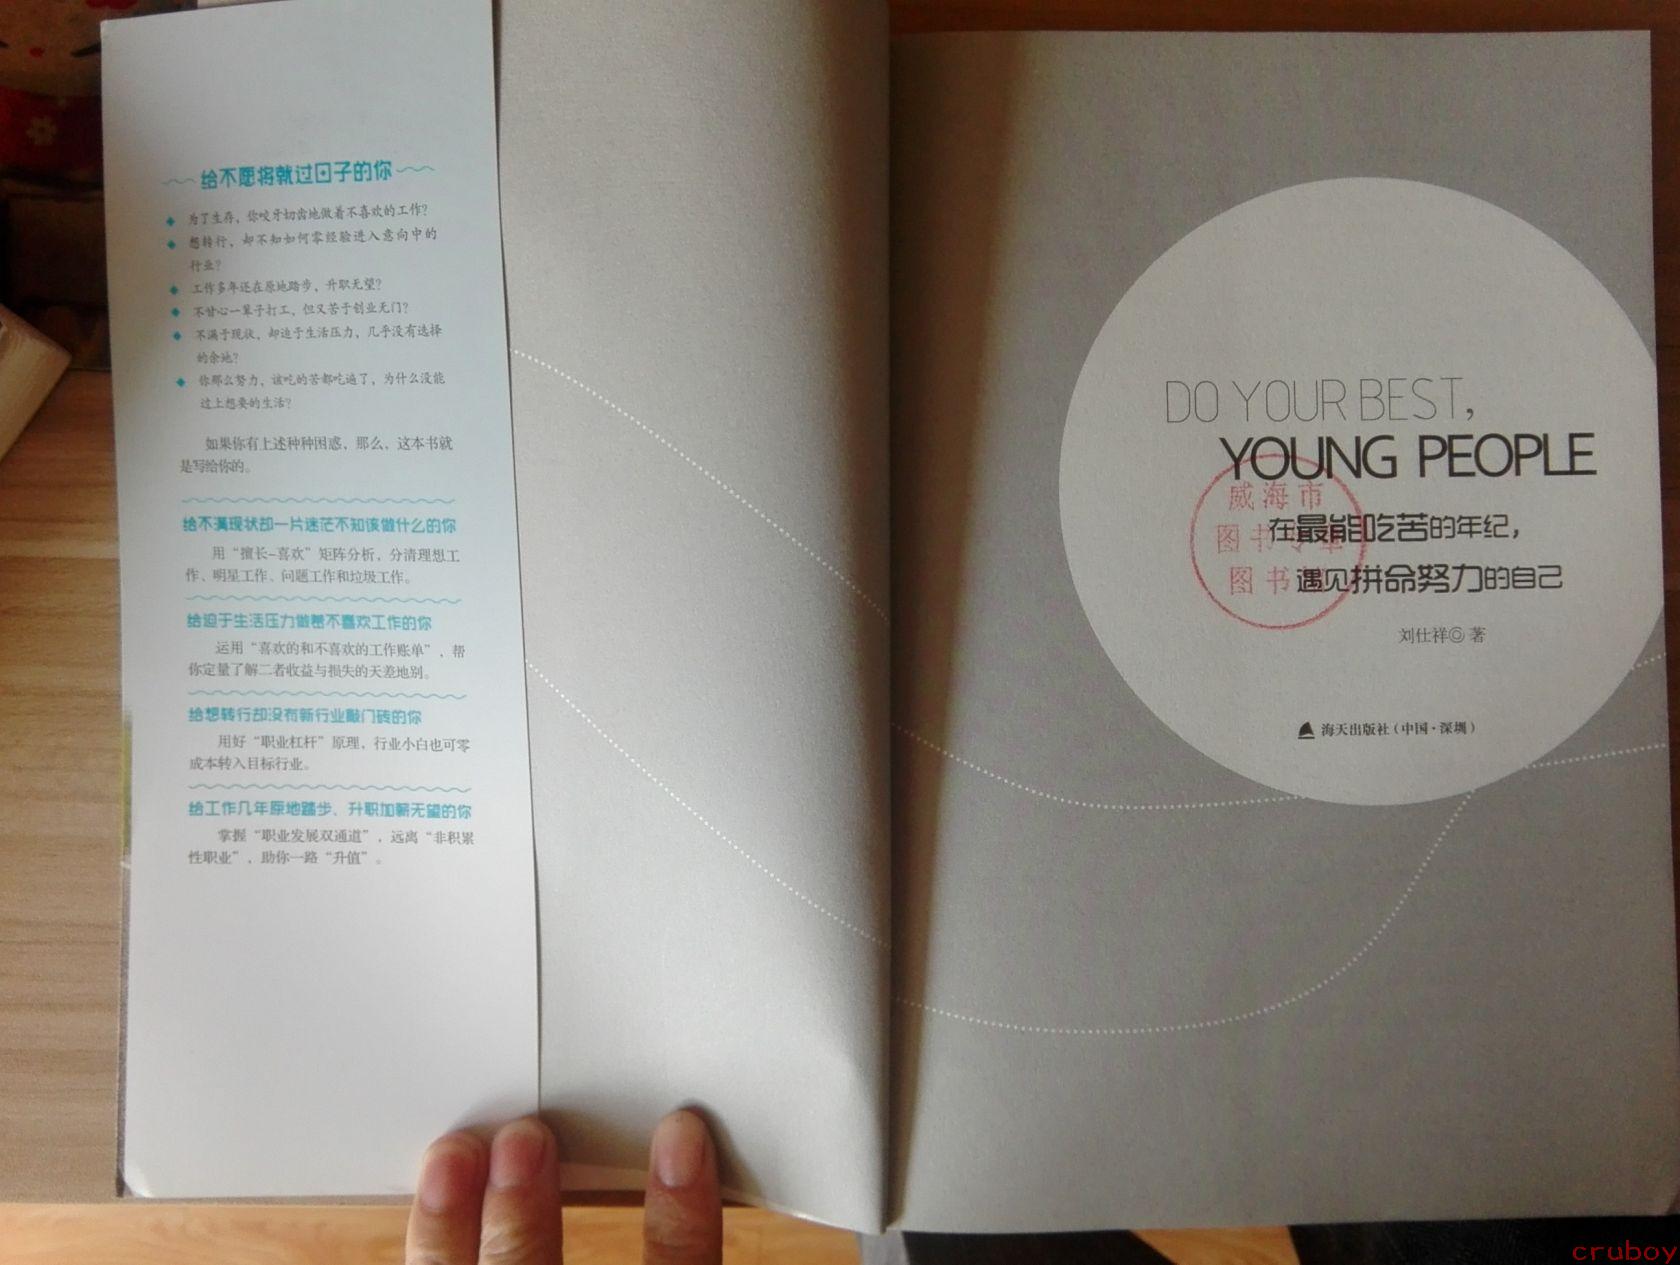 给不愿将就过日子的你
为了生存，你咬牙切齿地做着不喜欢的工作？
想转行，却不知如何零经验进入意向中的
行业？
工作多年还在原地踏步，升职无望？
不甘心一辈子打工，但又苦于创业无门？
不满于现状，却迫于生活压力，几乎没有选择
的余地？
你那么努力，该吃的苦都吃遍了，为什么没能
过上想要的生活？
如果你有上述种种困惑，那么，这本书就
是写给你的。
给不满现状却一片迷茫不知该做什么的你
用“擅长–喜欢”矩阵分析，分清理想工
作、明星工作、问题工作和垃圾工作。
给迫于生活压力做着不喜欢工作的你
运用“喜欢的和不喜欢的工作账单”，帮
你定量了解二者收益与损失的天差地别。
给想转行却没有新行业敲门砖的你
用好“职业杠杆”原理，行业小白也可零
成本转入目标行业。
给工作几年原地踏步、升职加薪无望的你
掌握“职业发展双通道”，远离“非积累
性职业”，助你一路“升值”。
DO YOUR BEST,
YOUNG PEOPLE
威海市
图书
图书
在最能吃苦的年纪，
遇见拼命努力的自己
刘仕祥◎著
海天出版社（中国·深圳）
cruboy